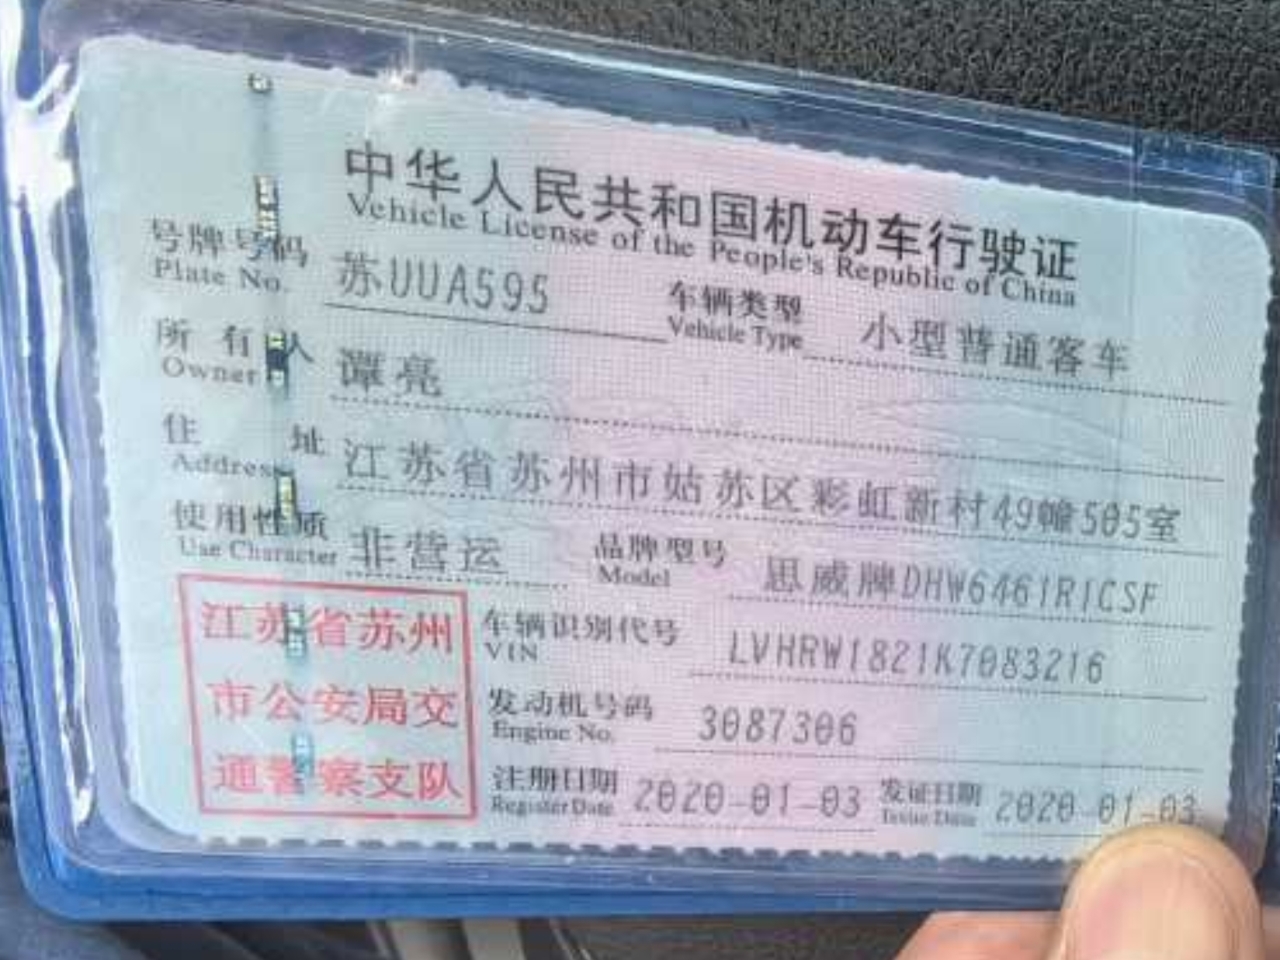 中华人民共和国机动车行驶证
Vehicle License of the People's Republic of China
号牌号码 苏UUA595 车辆类型 小型普通客车
Plate No. Vehicle Type
所有人 谭亮
Owner
住址 江苏省苏州市姑苏区彩虹新村49幢505室
Address
使用性质 非营运 品牌型号 思威牌DHW6461R1CSF
Use Character Model
江苏省苏州 车辆识别代号 LVHRW1821K7083216
VIN
市公安局交 发动机号码 3087306
Engine No.
通警察支队 注册日期 2020-01-03 发证日期 2020-01-03
Register Date Issue Date